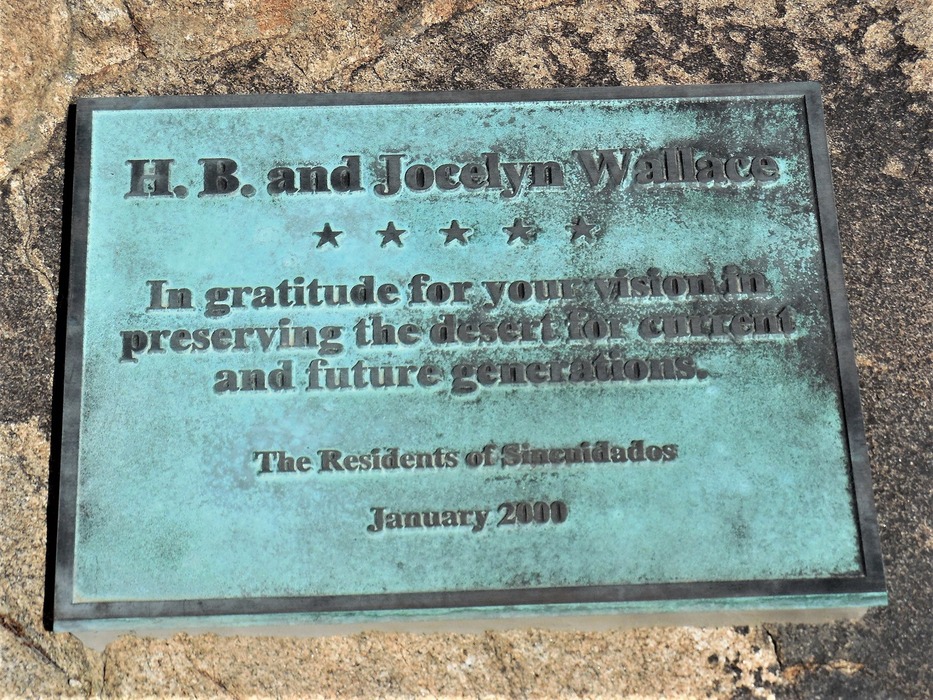 H. B. and Jocelyn Wallace
★ ★ ★ ★ ★
In gratitude for your vision in
preserving the desert for current
and future generations.
The Residents of Sincuidados
January 2000